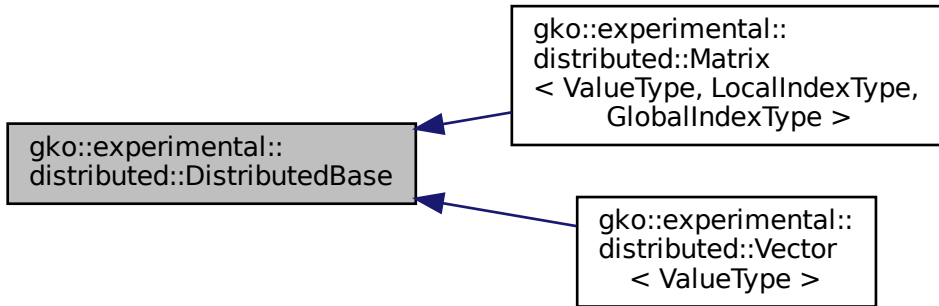 gko::experimental::
distributed::Matrix
< ValueType, LocalIndexType,
GlobalIndexType >
gko::experimental::
distributed::DistributedBase
gko::experimental::
distributed::Vector
< ValueType >